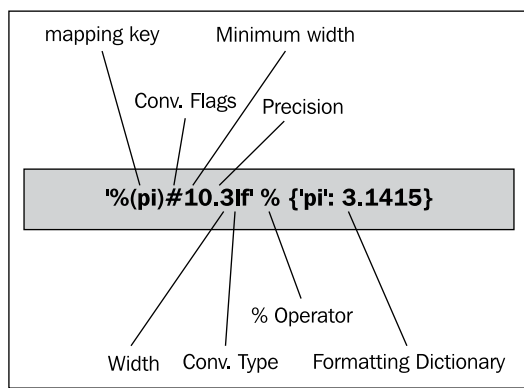 mapping key
Minimum width
Conv. Flags
Precision
'%(pi)#10.3lf' % {'pi': 3.1415}
% Operator
Width
Conv. Type
Formatting Dictionary